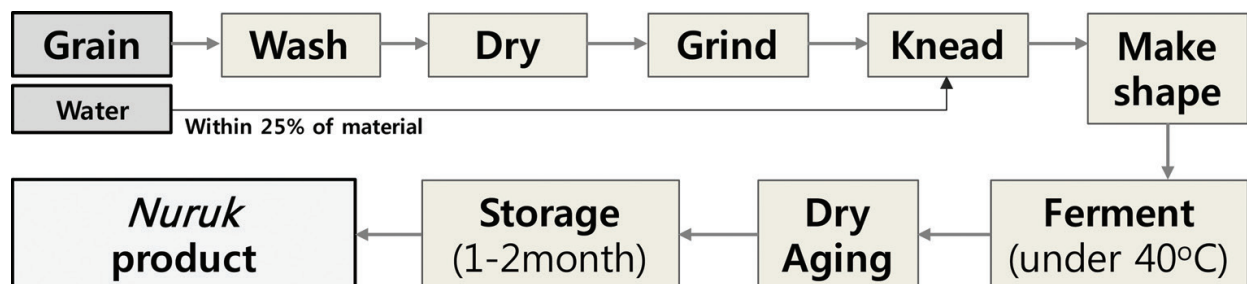 Grain
Wash
Dry
Grind
Knead
Make
shape
Water
Within 25% of material
Nuruk
product
Storage
(1-2month)
Dry
Aging
Ferment
(under 40oC)